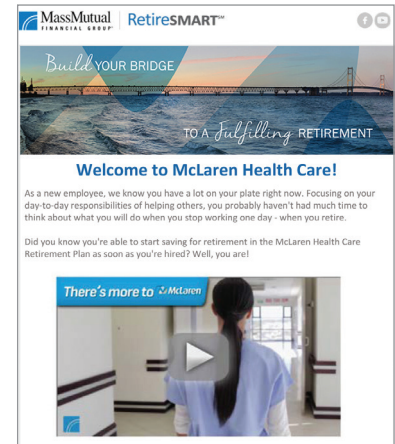 MassMutual RetireSMART℠
FINANCIAL GROUP®
Build YOUR BRIDGE
TO A Fulfilling RETIREMENT
Welcome to McLaren Health Care!
As a new employee, we know you have a lot on your plate right now. Focusing on your
day-to-day responsibilities of helping others, you probably haven't had much time to
think about what you will do when you stop working one day - when you retire.
Did you know you're able to start saving for retirement in the McLaren Health Care
Retirement Plan as soon as you're hired? Well, you are!
There's more to McLaren